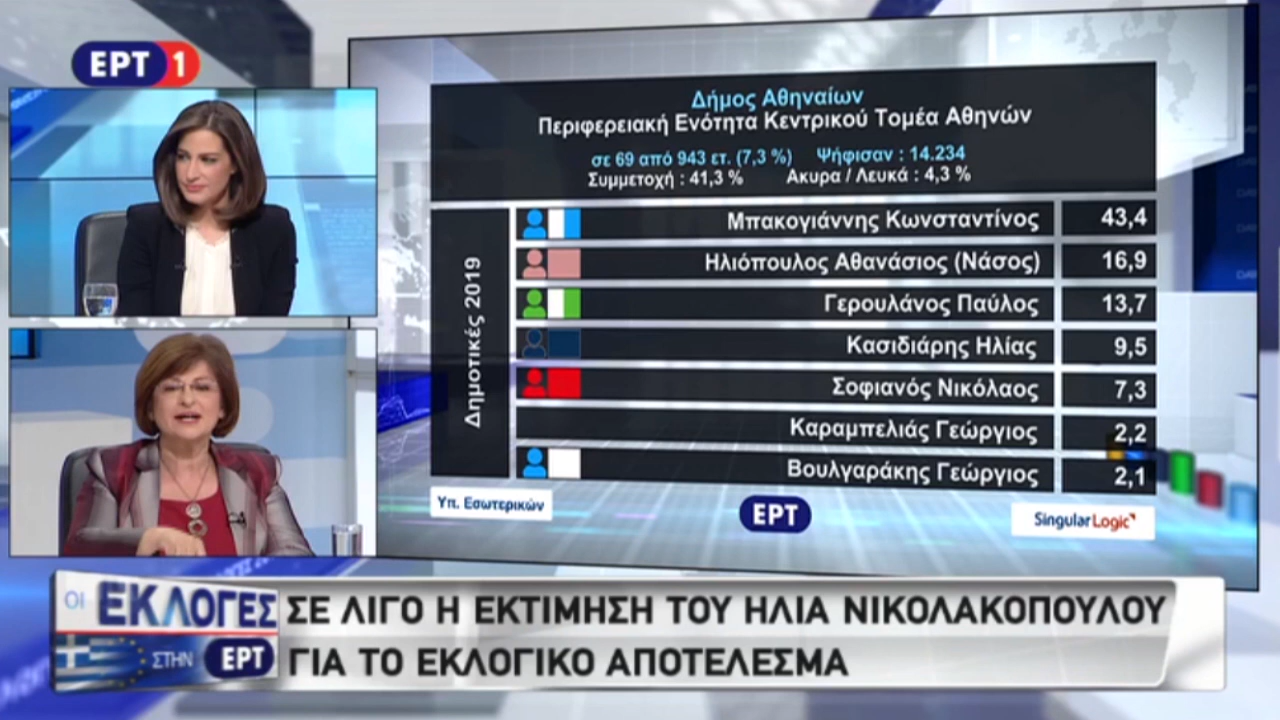 ΕΡΤ 1
Δήμος Αθηναίων
Περιφερειακή Ενότητα Κεντρικού Τομέα Αθηνών
σε 69 από 943 ετ. (7,3 %) Ψήφισαν : 14.234
Συμμετοχή : 41,3 % Ακυρα / Λευκά : 4,3 %
Δημοτικές 2019
Μπακογιάννης Κωνσταντίνος 43,4
Ηλιόπουλος Αθανάσιος (Νάσος) 16,9
Γερουλάνος Παύλος 13,7
Κασιδιάρης Ηλίας 9,5
Σοφιανός Νικόλαος 7,3
Καραμπελιάς Γεώργιος 2,2
Βουλγαράκης Γεώργιος 2,1
Υπ. Εσωτερικών
ΕΡΤ
SingularLogic
ΟΙ ΕΚΛΟΓΕΣ
ΣΤΗΝ ΕΡΤ
ΣΕ ΛΙΓΟ Η ΕΚΤΙΜΗΣΗ ΤΟΥ ΗΛΙΑ ΝΙΚΟΛΑΚΟΠΟΥΛΟΥ
ΓΙΑ ΤΟ ΕΚΛΟΓΙΚΟ ΑΠΟΤΕΛΕΣΜΑ